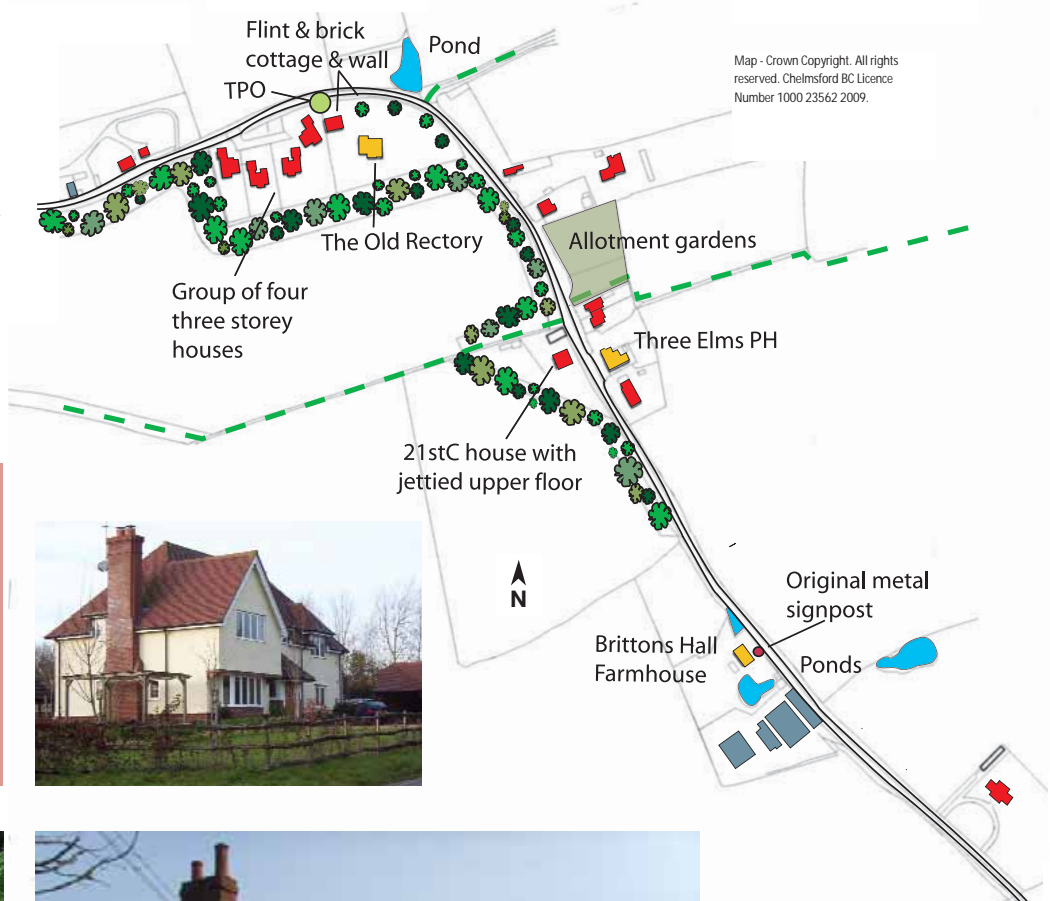 Flint & brick
cottage & wall
Pond
TPO
Map - Crown Copyright. All rights
reserved. Chelmsford BC Licence
Number 1000 23562 2009.
The Old Rectory
Allotment gardens
Group of four
three storey
houses
Three Elms PH
21stC house with
jettied upper floor
N
Original metal
signpost
Brittons Hall
Farmhouse
Ponds